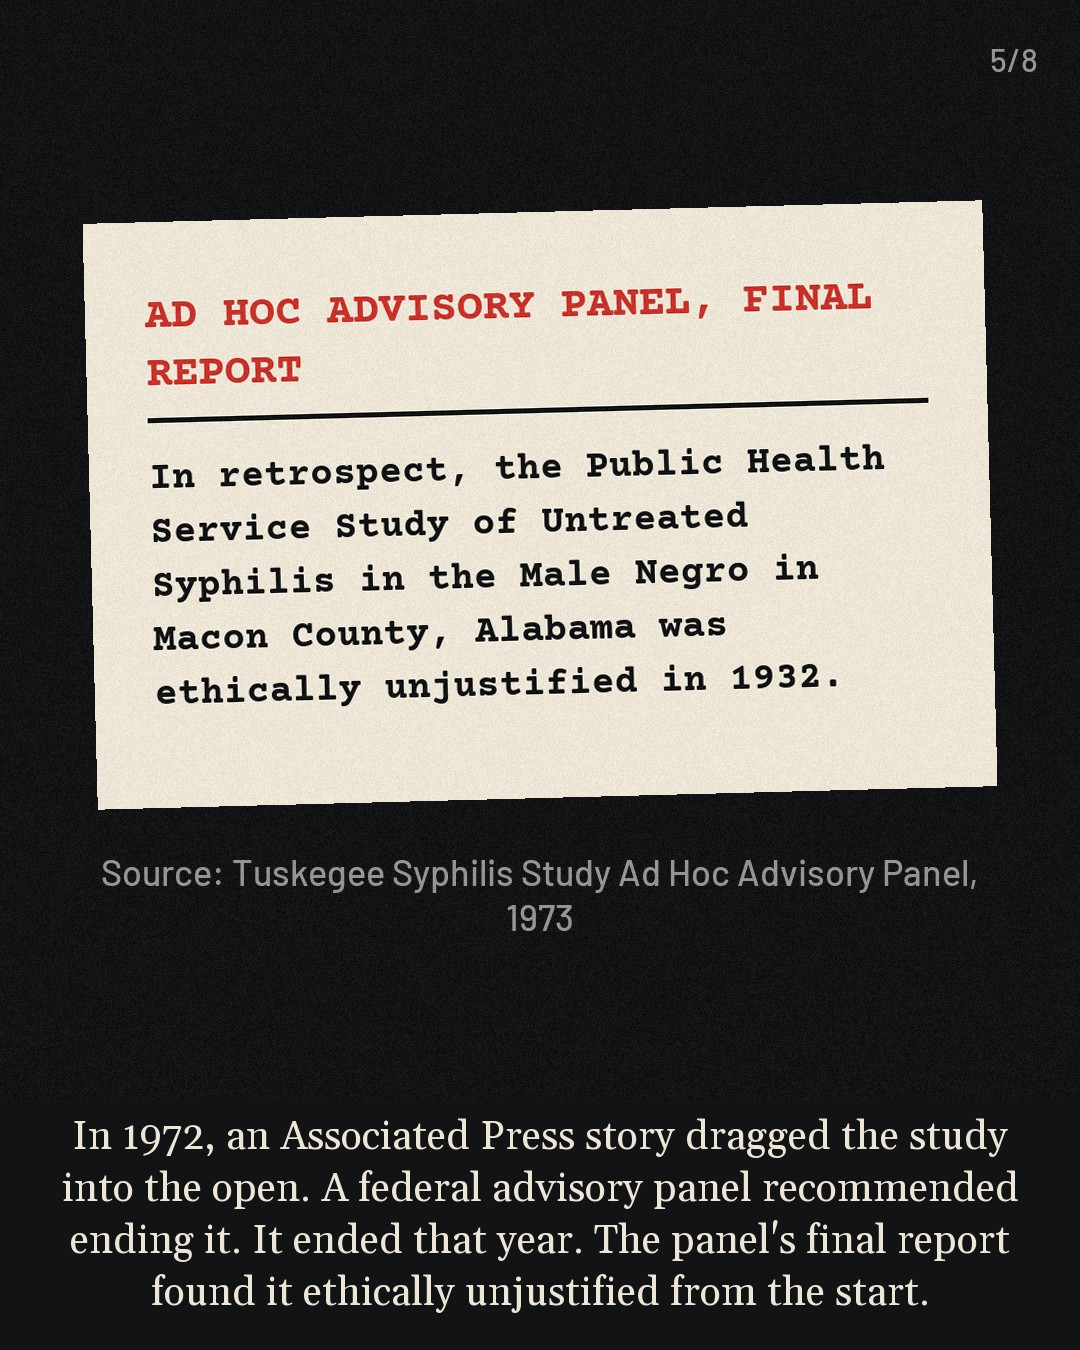 5/8
AD HOC ADVISORY PANEL, FINAL
REPORT
In retrospect, the Public Health
Service Study of Untreated
Syphilis in the Male Negro in
Macon County, Alabama was
ethically unjustified in 1932.
Source: Tuskegee Syphilis Study Ad Hoc Advisory Panel,
1973
In 1972, an Associated Press story dragged the study
into the open. A federal advisory panel recommended
ending it. It ended that year. The panel's final report
found it ethically unjustified from the start.